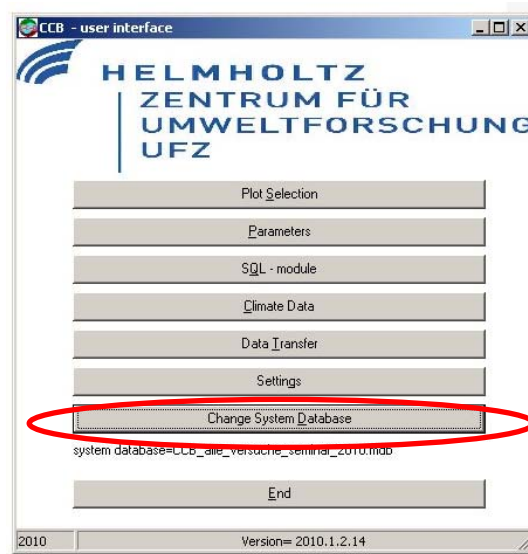 CCB - user interface
HELMHOLTZ
ZENTRUM FÜR
UMWELTFORSCHUNG
UFZ
Plot Selection
Parameters
SQL - module
Climate Data
Data Transfer
Settings
Change System Database
system database=CCB_alle_versuche_seminar_2010.mdb
End
2010 Version= 2010.1.2.14